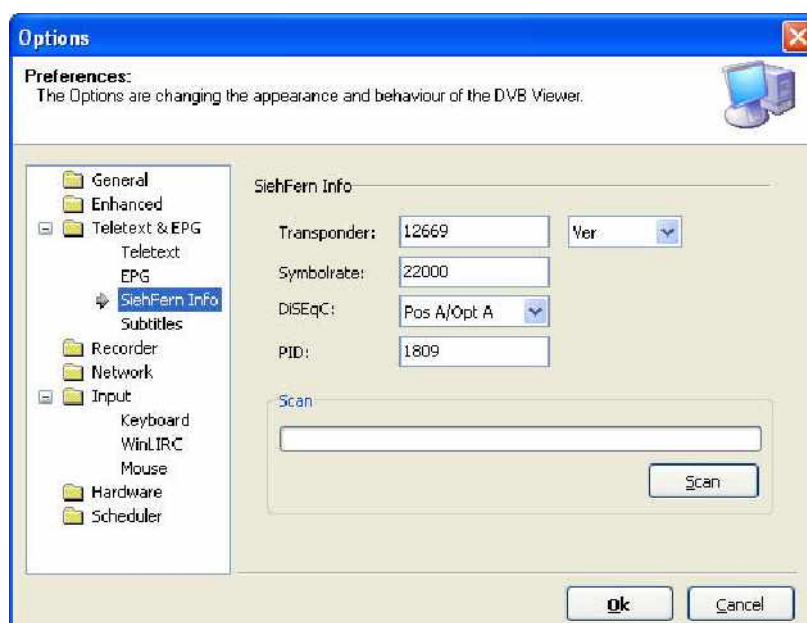 Options
Preferences:
The Options are changing the appearance and behaviour of the DVB Viewer.
General
Enhanced
Teletext & EPG
Teletext
EPG
SiehFern Info
Subtitles
Recorder
Network
Input
Keyboard
WinLIRC
Mouse
Hardware
Scheduler
SiehFern Info
Transponder: 12669 Ver
Symbolrate: 22000
DiSEqC: Pos A/Opt A
PID: 1809
Scan
Scan
Ok Cancel